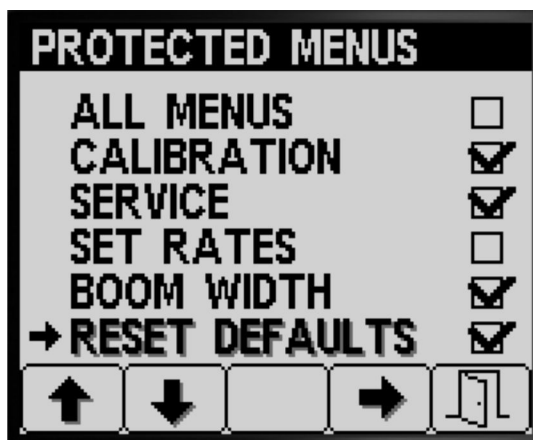 PROTECTED MENUS
ALL MENUS
CALIBRATION
SERVICE
SET RATES
BOOM WIDTH
RESET DEFAULTS